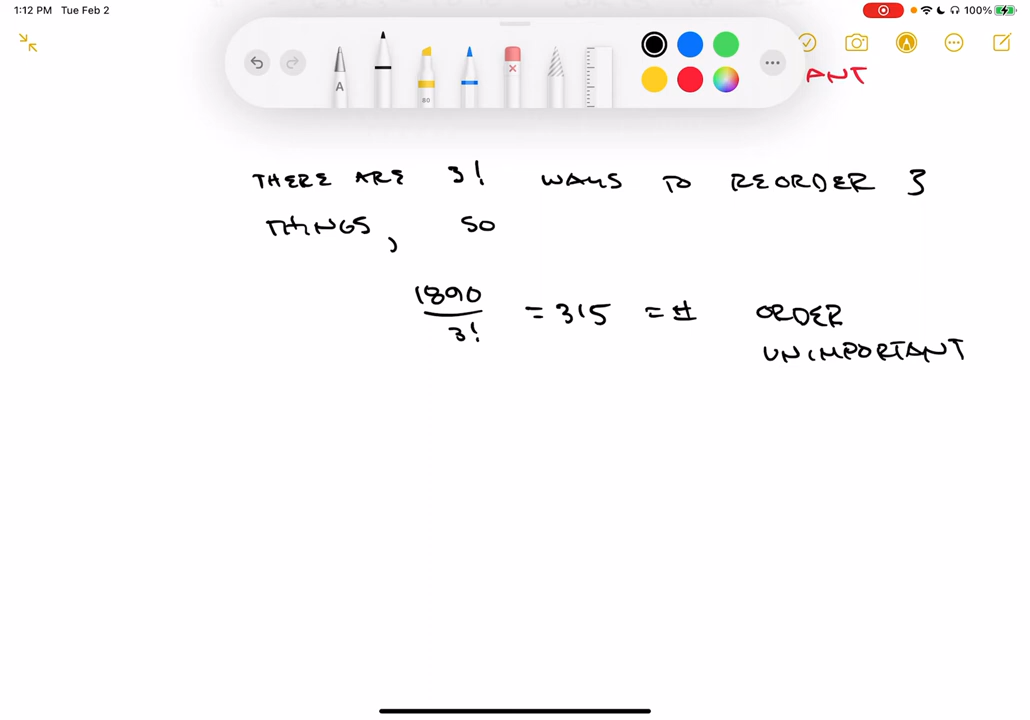 1:12 PM Tue Feb 2 100%
A 80
ANT
THERE ARE 3! WAYS TO REORDER 3
THINGS, SO
1890
3!
= 315 = # ORDER
UNIMPORTANT